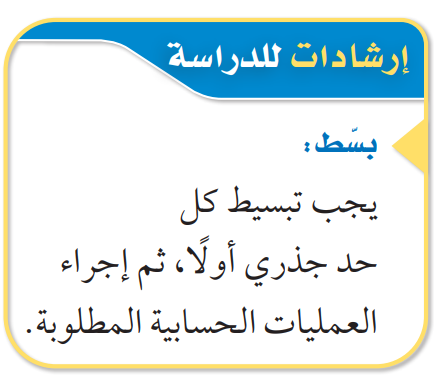 إرشادات للدراسة
بسّط:
يجب تبسيط كل
حد جذري أولًا، ثم إجراء
العمليات الحسابية المطلوبة.